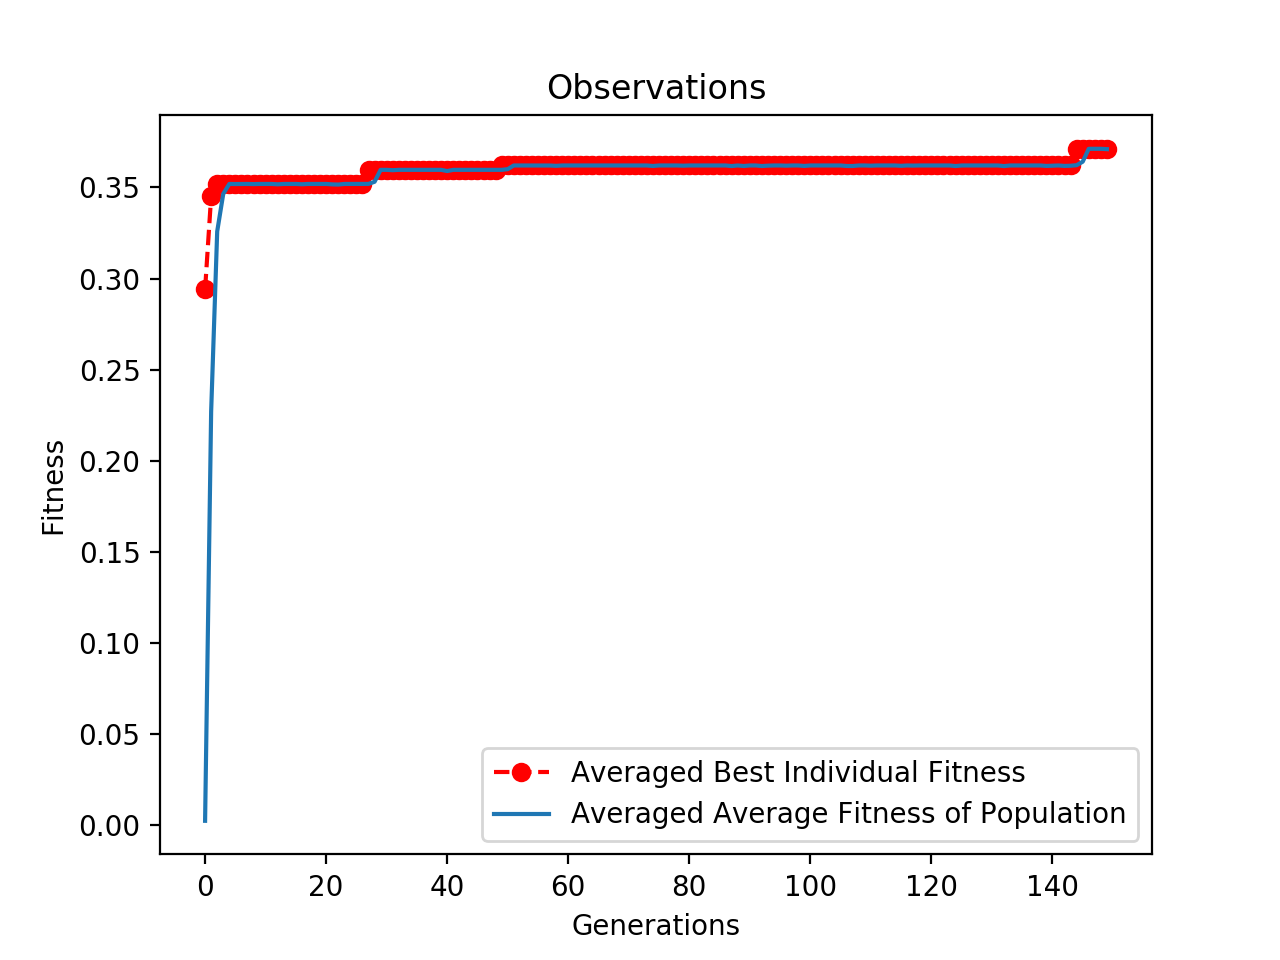 Observations
Fitness
0.35
0.30
0.25
0.20
0.15
0.10
0.05
0.00
Averaged Best Individual Fitness
Averaged Average Fitness of Population
0 20 40 60 80 100 120 140
Generations